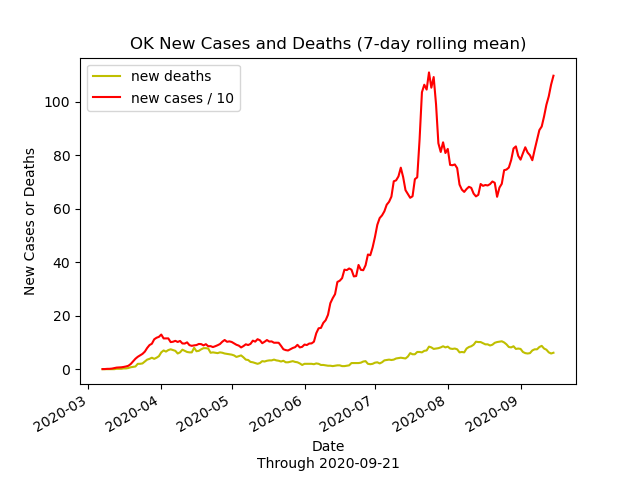 OK New Cases and Deaths (7-day rolling mean)
new deaths
new cases / 10
New Cases or Deaths
100
80
60
40
20
0
2020-03
2020-04
2020-05
2020-06
2020-07
2020-08
2020-09
Date
Through 2020-09-21